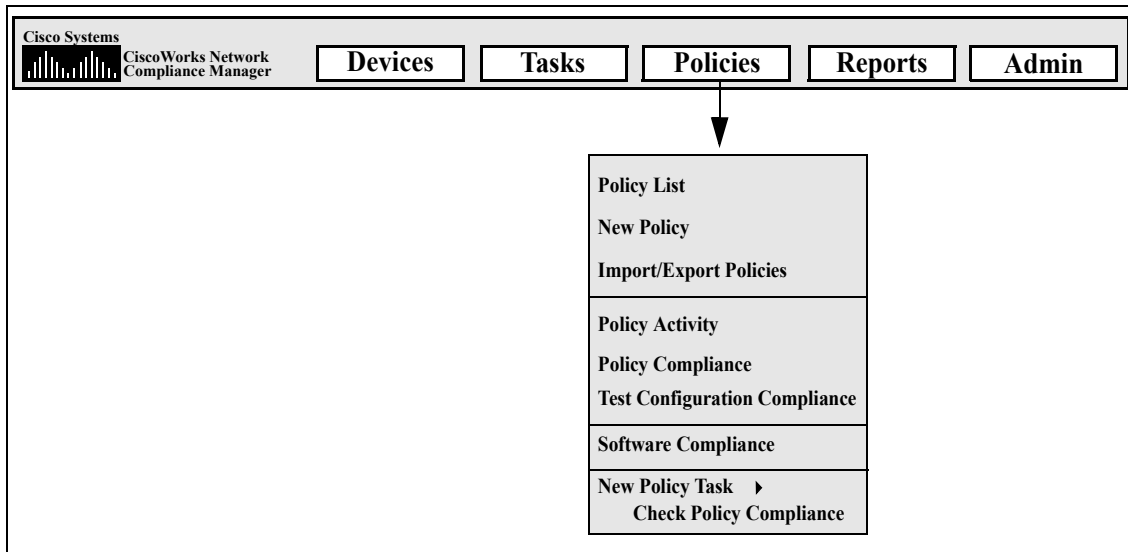 Cisco Systems
CiscoWorks Network
Compliance Manager
Devices
Tasks
Policies
Reports
Admin
Policy List
New Policy
Import/Export Policies
Policy Activity
Policy Compliance
Test Configuration Compliance
Software Compliance
New Policy Task
Check Policy Compliance